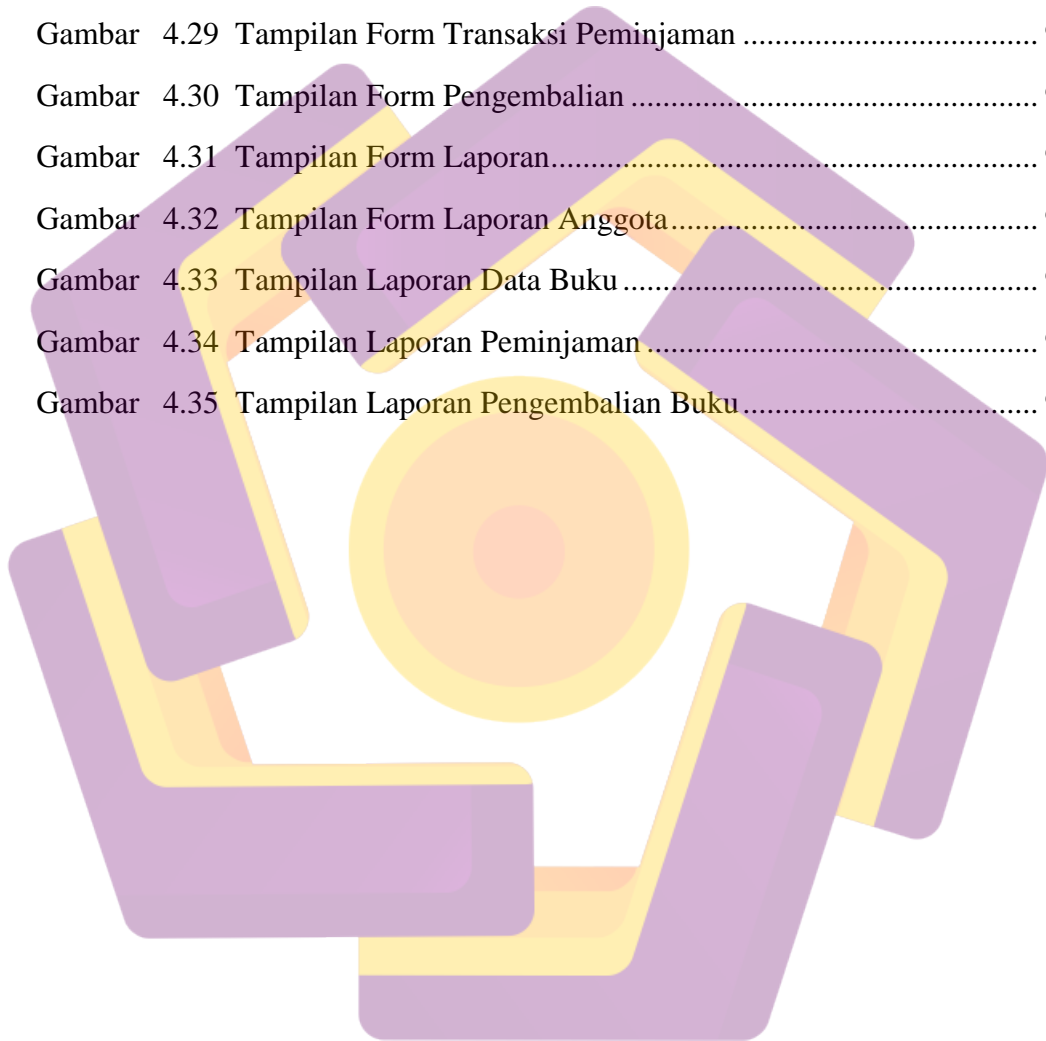 Gambar 4.29 Tampilan Form Transaksi Peminjaman ....................................
Gambar 4.30 Tampilan Form Pengembalian ..................................................
Gambar 4.31 Tampilan Form Laporan............................................................
Gambar 4.32 Tampilan Form Laporan Anggota.............................................
Gambar 4.33 Tampilan Laporan Data Buku ...................................................
Gambar 4.34 Tampilan Laporan Peminjaman ................................................
Gambar 4.35 Tampilan Laporan Pengembalian Buku ...................................